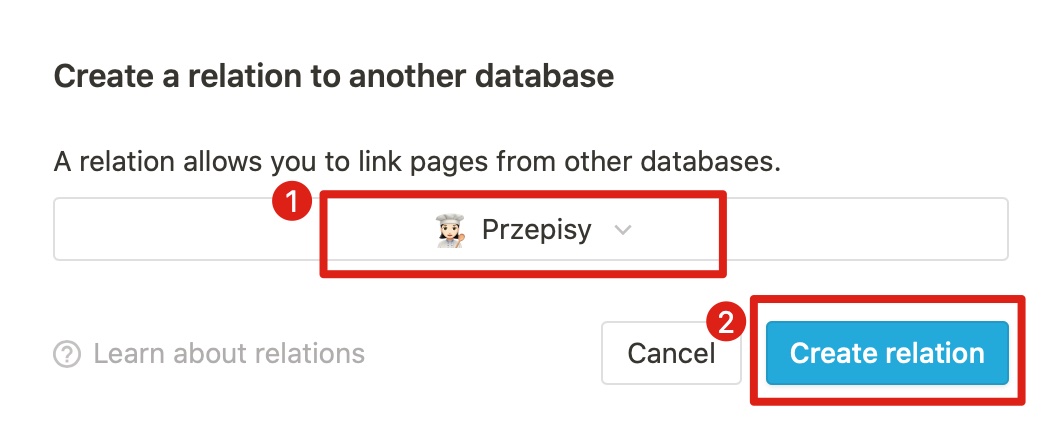 Create a relation to another database
A relation allows you to link pages from other databases.
1
Przepisy
2
Learn about relations
Cancel
Create relation